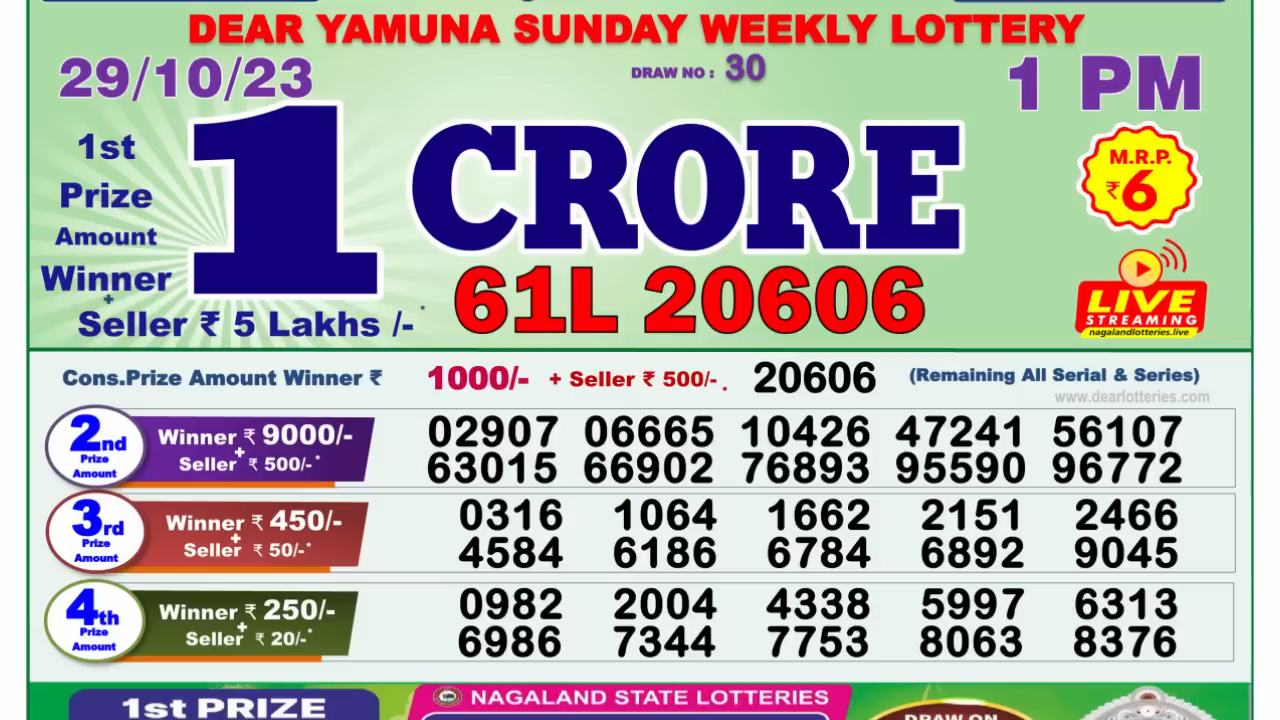 DEAR YAMUNA SUNDAY WEEKLY LOTTERY
29/10/23
DRAW NO : 30
1 PM
1st
Prize
Amount
Winner
+
Seller ₹ 5 Lakhs /-*
1 CRORE
61L 20606
M.R.P.
₹6
LIVE
STREAMING
nagalandlotteries.live
Cons.Prize Amount Winner ₹ 1000/- + Seller ₹ 500/- . 20606 (Remaining All Serial & Series)
www.dearlotteries.com
2nd
Prize
Amount
Winner ₹ 9000/-
+
Seller ₹ 500/-*
02907 06665 10426 47241 56107
63015 66902 76893 95590 96772
3rd
Prize
Amount
Winner ₹ 450/-
+
Seller ₹ 50/-*
0316 1064 1662 2151 2466
4584 6186 6784 6892 9045
4th
Prize
Amount
Winner ₹ 250/-
+
Seller ₹ 20/-*
0982 2004 4338 5997 6313
6986 7344 7753 8063 8376
1st PRIZE
NAGALAND STATE LOTTERIES
DRAW ON